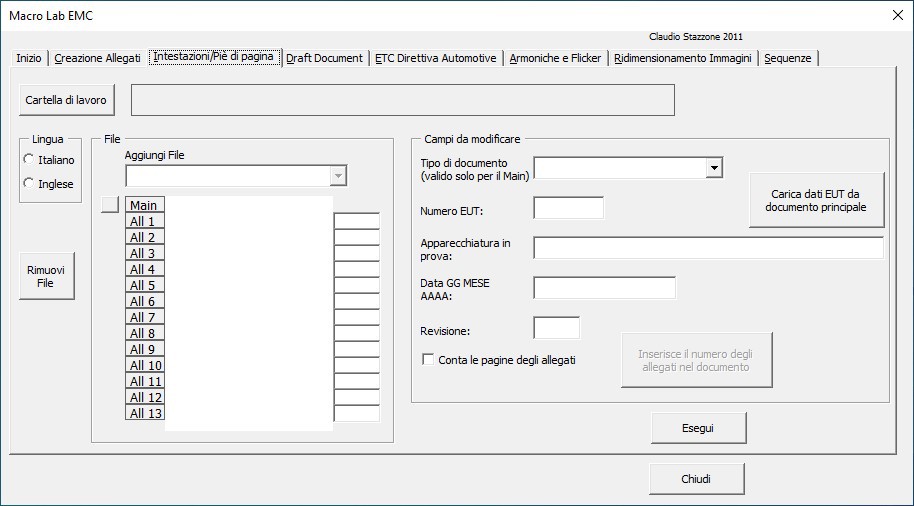 Macro Lab EMC
Claudio Stazzone 2011
Inizio Creazione Allegati Intestazioni/Piè di pagina Draft Document ETC Direttiva Automotive Armoniche e Flicker Ridimensionamento Immagini Sequenze
Cartella di lavoro
Lingua
Italiano
Inglese
Rimuovi
File
File
Aggiungi File
Main
All 1
All 2
All 3
All 4
All 5
All 6
All 7
All 8
All 9
All 10
All 11
All 12
All 13
Campi da modificare
Tipo di documento
(valido solo per il Main)
Carica dati EUT da
documento principale
Numero EUT:
Apparecchiatura in
prova:
Data GG MESE
AAAA:
Revisione:
Conta le pagine degli allegati
Inserisce il numero degli
allegati nel documento
Esegui
Chiudi